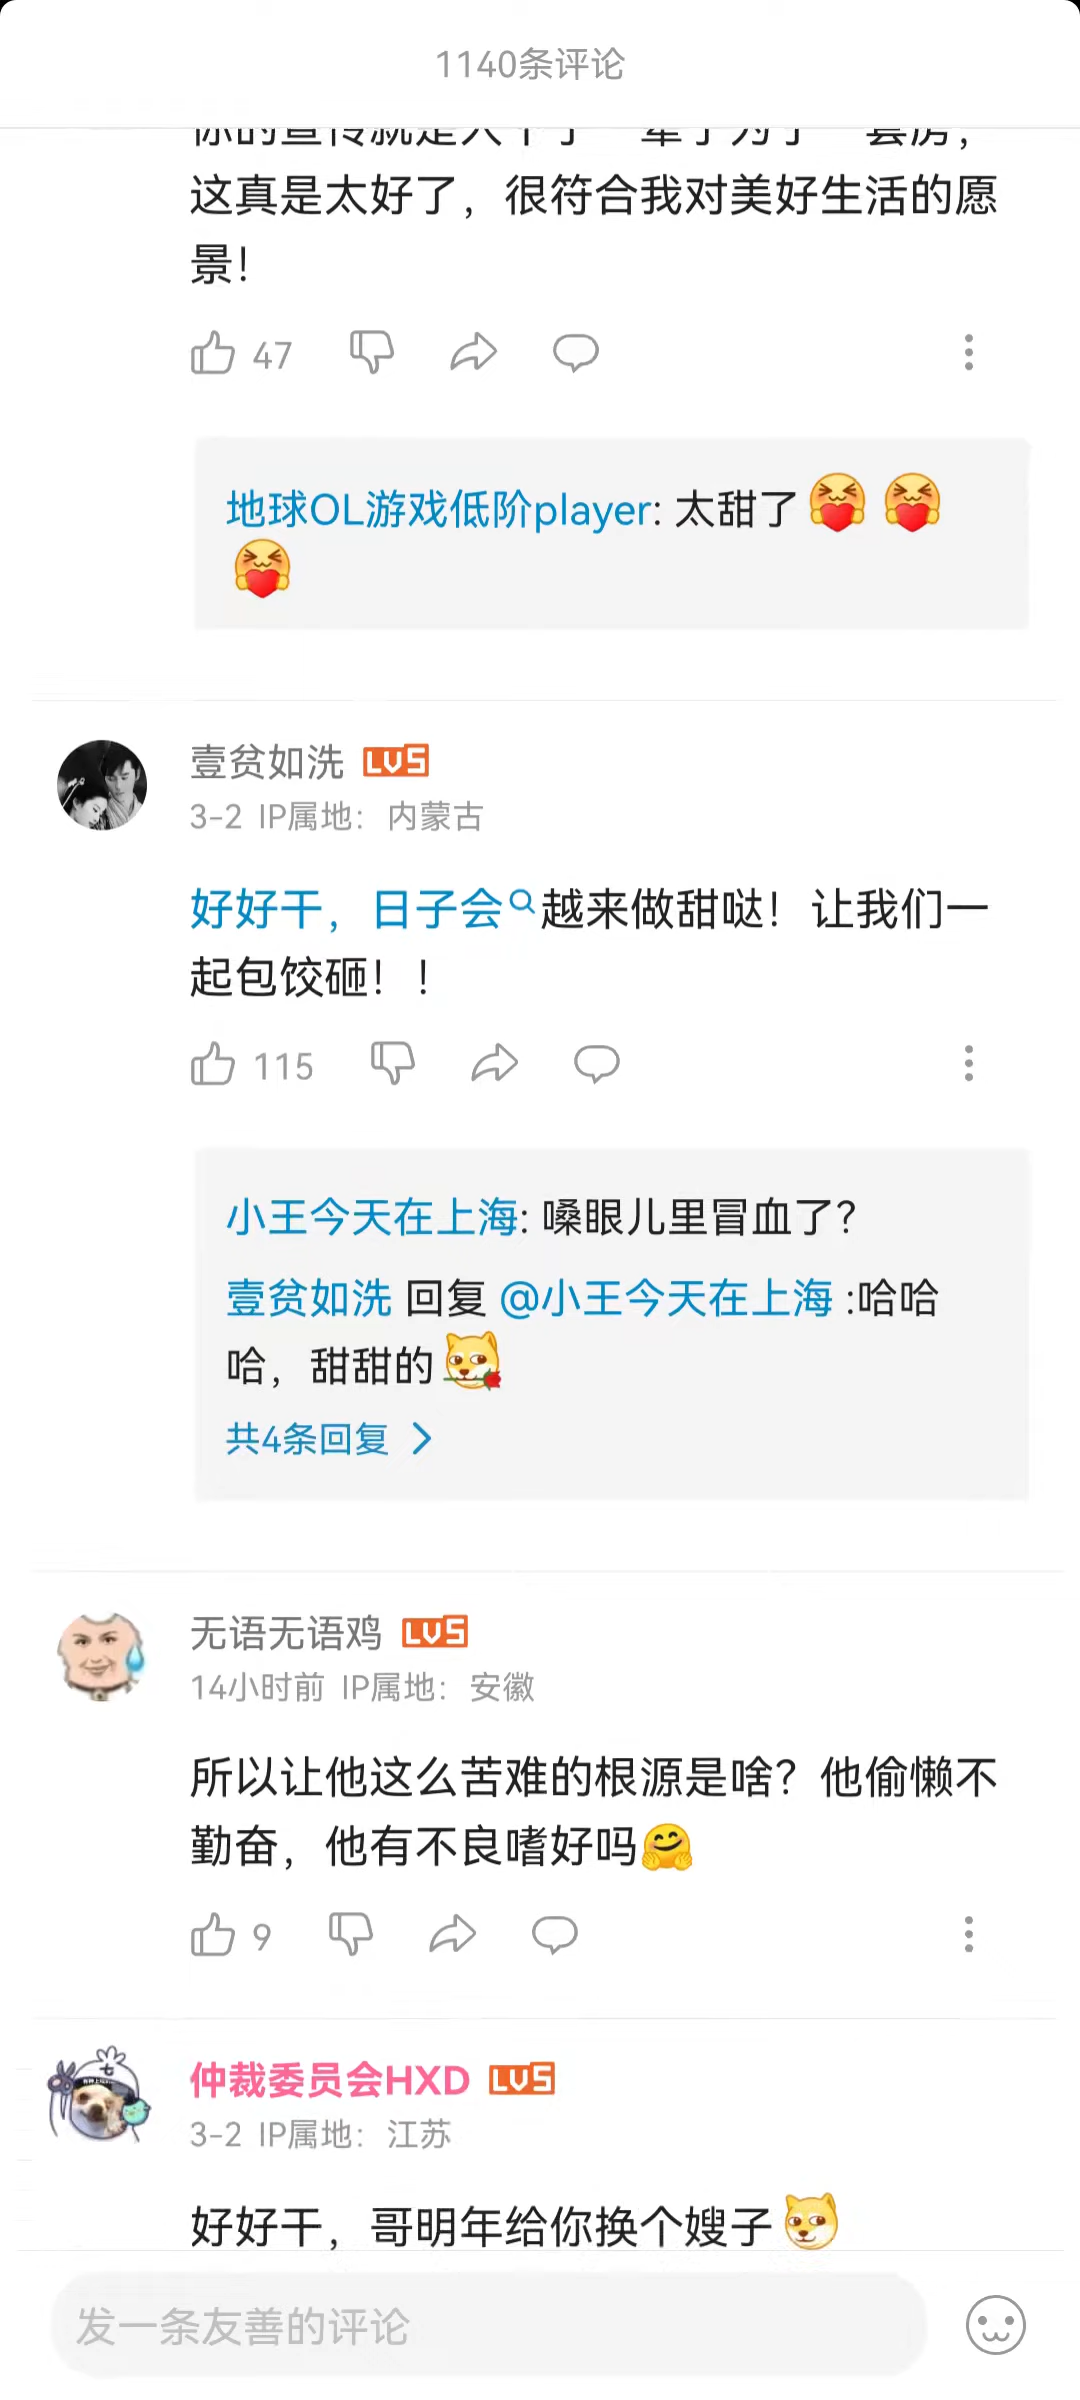 1140条评论
这真是太好了，很符合我对美好生活的愿
景！
47
地球OL游戏低阶player: 太甜了
壹贫如洗 LV5
3-2 IP属地：内蒙古
好好干，日子会越来做甜哒！让我们一
起包饺砸！！
115
小王今天在上海: 嗓眼儿里冒血了？
壹贫如洗 回复 @小王今天在上海 :哈哈
哈，甜甜的
共4条回复
无语无语鸡 LV5
14小时前 IP属地：安徽
所以让他这么苦难的根源是啥？他偷懒不
勤奋，他有不良嗜好吗
9
仲裁委员会HXD LV5
3-2 IP属地：江苏
好好干，哥明年给你换个嫂子
发一条友善的评论